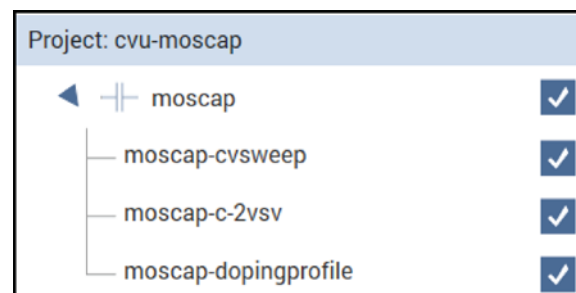 Project: cvu-moscap
moscap
moscap-cvsweep
moscap-c-2vsv
moscap-dopingprofile